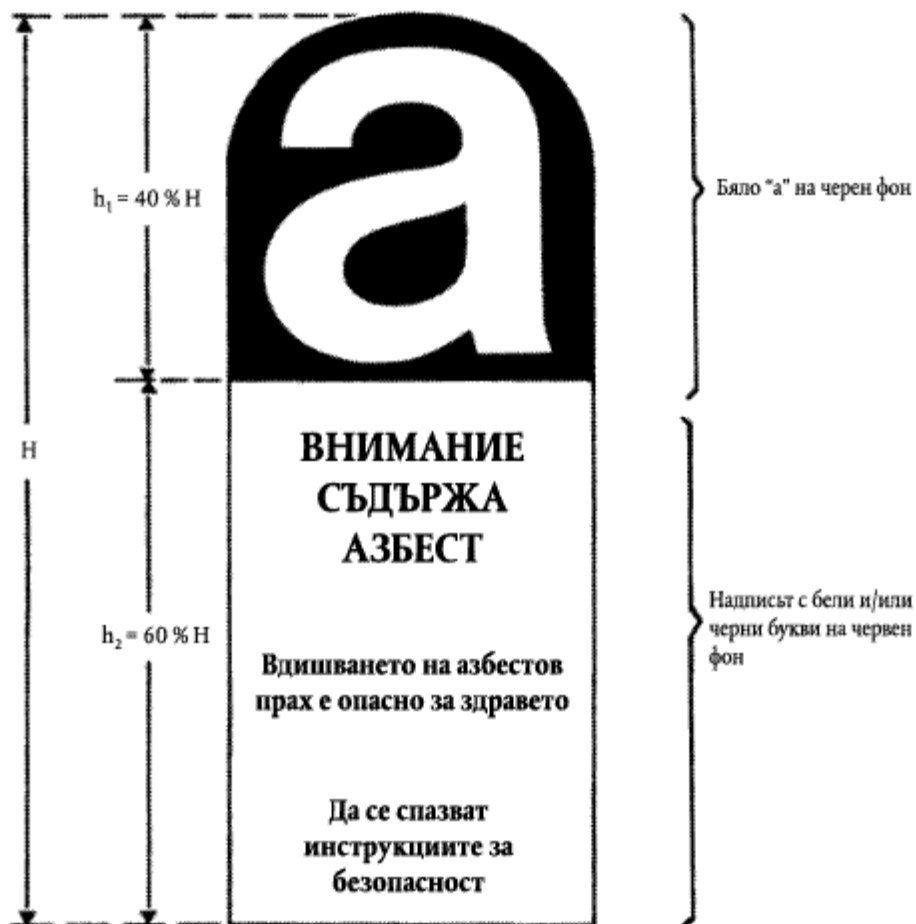 a
h₁ = 40 % H
Бяло "а" на черен фон
H
ВНИМАНИЕ
СЪДЪРЖА
АЗБЕСТ
h₂ = 60 % H
Надписът с бели и/или
черни букви на червен
фон
Вдишването на азбестов
прах е опасно за здравето
Да се спазват
инструкциите за
безопасност